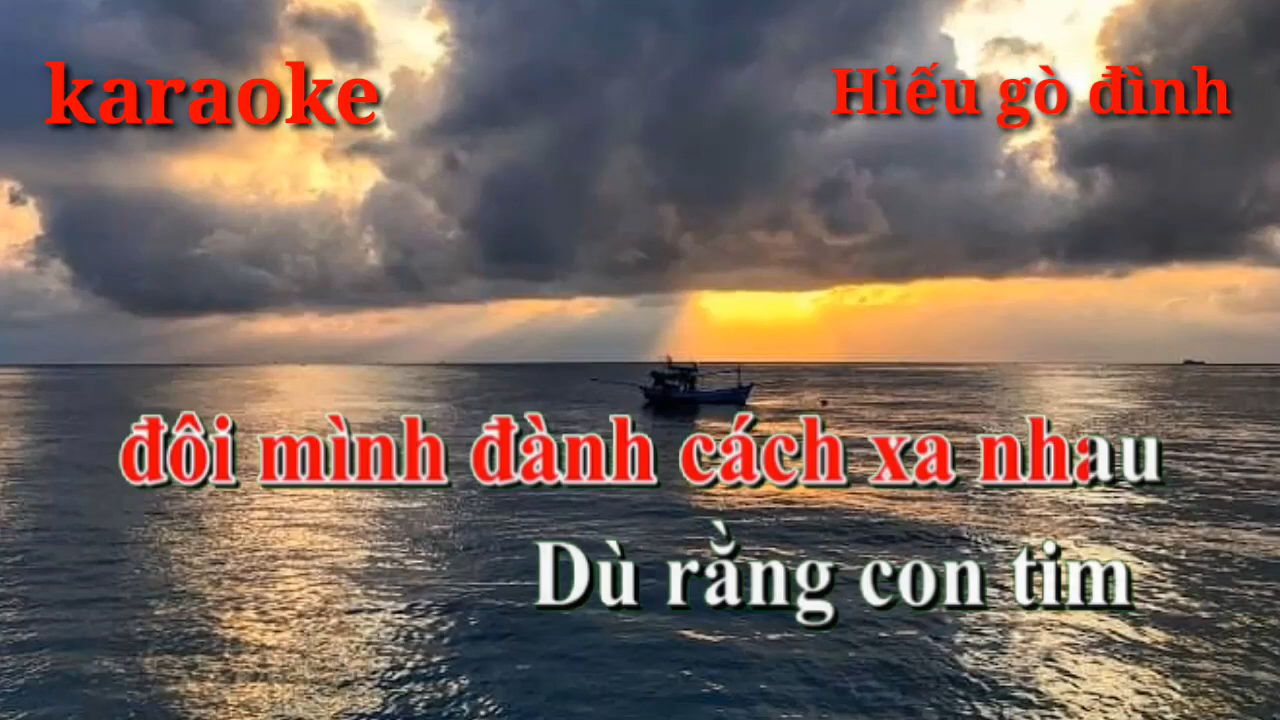 karaoke
Hiếu gò đình
đôi mình đành cách xa nhau
Dù rằng con tim